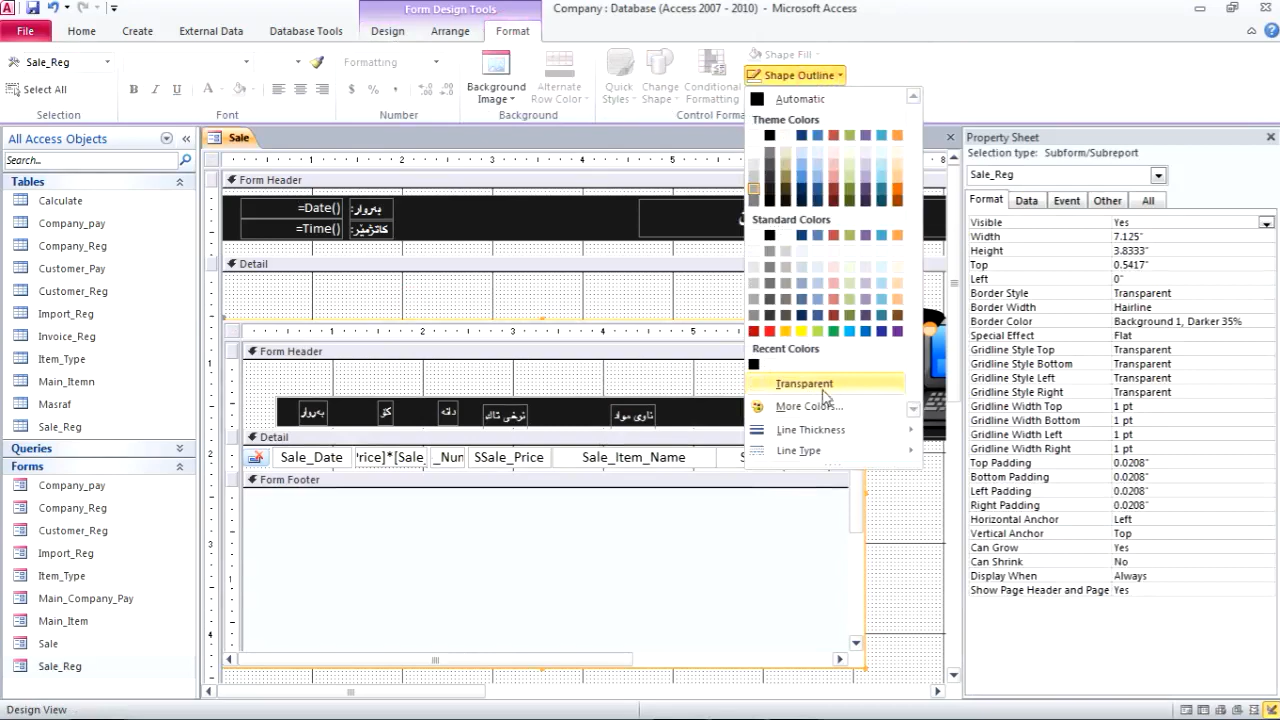 Form Design Tools
Company : Database (Access 2007 - 2010) - Microsoft Access
File Home Create External Data Database Tools Design Arrange Format
Sale_Reg
Select All
Selection
Font
Formatting
Number
Background Image
Alternate Row Color
Background
Quick Styles
Change Shape
Conditional Formatting
Control Form
Shape Fill
Shape Outline
Automatic
Theme Colors
Standard Colors
Recent Colors
Transparent
More Colors...
Line Thickness
Line Type
All Access Objects
Search...
Tables
Calculate
Company_pay
Company_Reg
Customer_Pay
Customer_Reg
Import_Reg
Invoice_Reg
Item_Type
Main_Itemn
Masraf
Sale_Reg
Queries
Forms
Company_pay
Company_Reg
Customer_Reg
Import_Reg
Item_Type
Main_Company_Pay
Main_Item
Sale
Sale_Reg
Sale
Form Header
=Date() بەروار:
=Time() کاتژمێر:
Detail
Form Header
بەروار کۆ دانە نرخی تاک ناوی مواد
Detail
Sale_Date 'rice]*[Sale _Nun SSale_Price Sale_Item_Name S
Form Footer
Property Sheet
Selection type: Subform/Subreport
Sale_Reg
Format Data Event Other All
Visible Yes
Width 7.125"
Height 3.8333"
Top 0.5417"
Left 0"
Border Style Transparent
Border Width Hairline
Border Color Background 1, Darker 35%
Special Effect Flat
Gridline Style Top Transparent
Gridline Style Bottom Transparent
Gridline Style Left Transparent
Gridline Style Right Transparent
Gridline Width Top 1 pt
Gridline Width Bottom 1 pt
Gridline Width Left 1 pt
Gridline Width Right 1 pt
Top Padding 0.0208"
Bottom Padding 0.0208"
Left Padding 0.0208"
Right Padding 0.0208"
Horizontal Anchor Left
Vertical Anchor Top
Can Grow Yes
Can Shrink No
Display When Always
Show Page Header and Page Yes
Design View